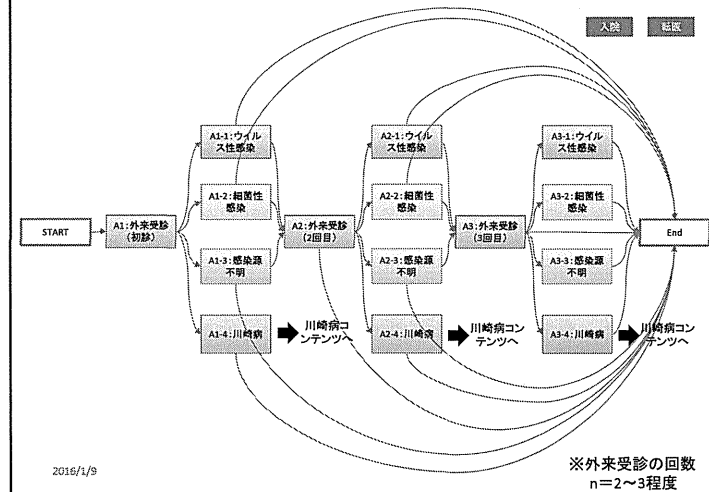 入院
転医
START
A1:外来受診
(初診)
A1-1:ウイル
ス性感染
A1-2:細菌性
感染
A1-3:感染源
不明
A1-4:川崎病
川崎病コ
ンテンツへ
A2:外来受診
(2回目)
A2-1:ウイル
ス性感染
A2-2:細菌性
感染
A2-3:感染源
不明
A2-4:川崎病
川崎病コン
テンツへ
A3:外来受診
(3回目)
A3-1:ウイル
ス性感染
A3-2:細菌性
感染
A3-3:感染源
不明
A3-4:川崎病
川崎病コン
テンツへ
End
2016/1/9
※外来受診の回数
n=2~3程度